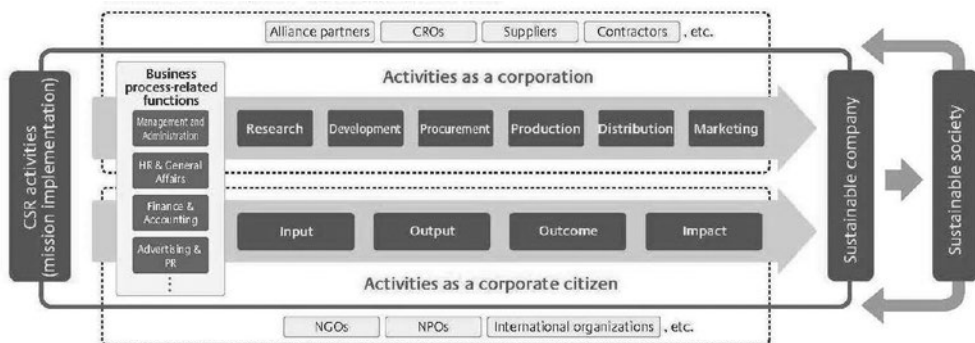 Alliance partners
CROs
Suppliers
Contractors
, etc.
CSR activities
(mission implementation)
Business
process-related
functions
Management and
Administration
HR & General
Affairs
Finance &
Accounting
Advertising &
PR
⋮
Activities as a corporation
Research
Development
Procurement
Production
Distribution
Marketing
Input
Output
Outcome
Impact
Activities as a corporate citizen
NGOs
NPOs
International organizations
, etc.
Sustainable company
Sustainable society